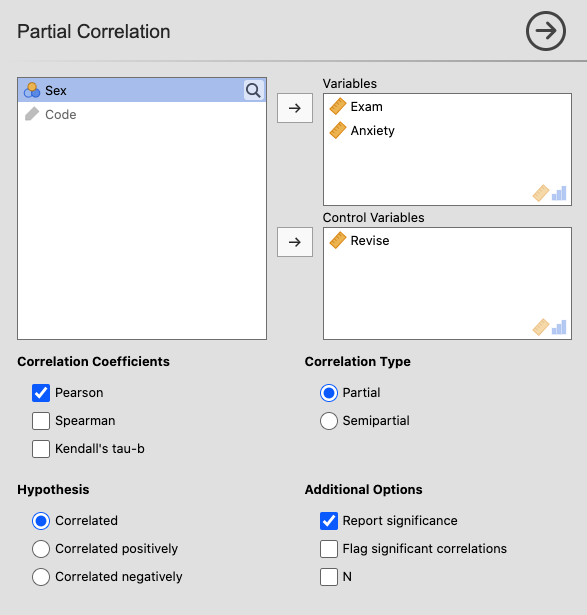 Partial Correlation
Sex
Code
Variables
Exam
Anxiety
Control Variables
Revise
Correlation Coefficients
Pearson
Spearman
Kendall's tau-b
Correlation Type
Partial
Semipartial
Hypothesis
Correlated
Correlated positively
Correlated negatively
Additional Options
Report significance
Flag significant correlations
N